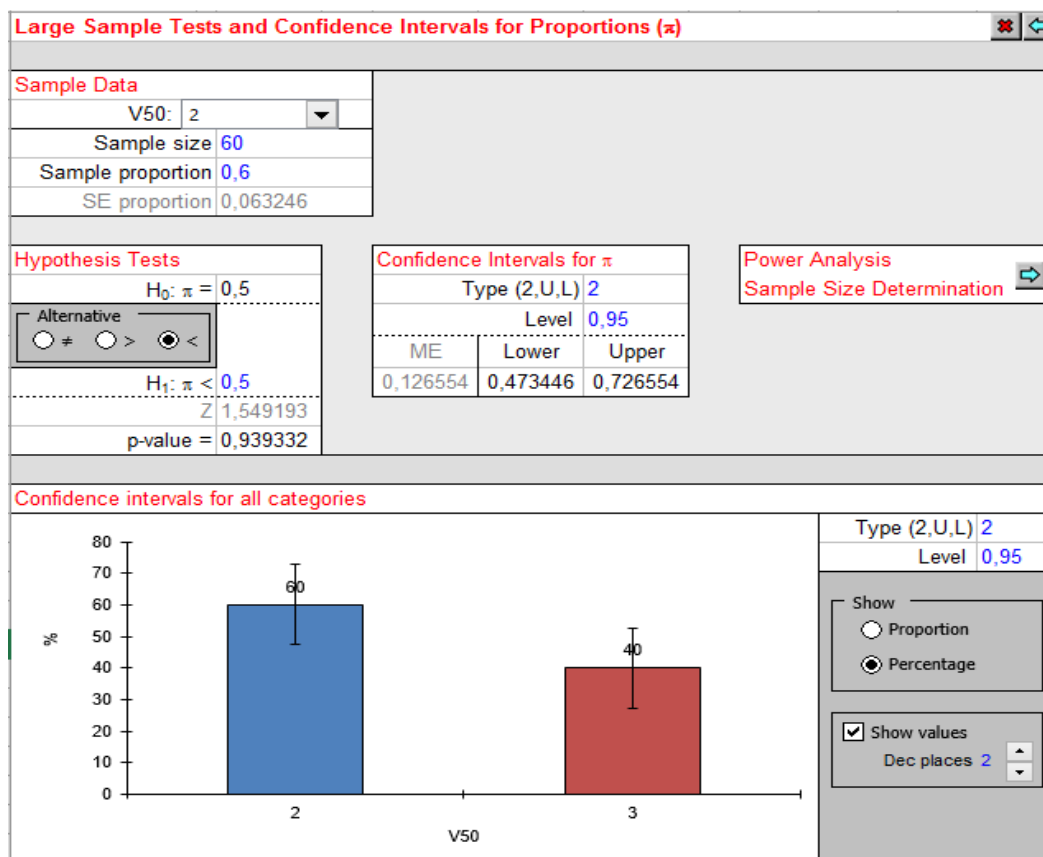 Large Sample Tests and Confidence Intervals for Proportions (π)
Sample Data
V50: 2
Sample size 60
Sample proportion 0,6
SE proportion 0,063246
Hypothesis Tests
H₀: π = 0,5
Alternative
≠ > <
H₁: π < 0,5
Z 1,549193
p-value = 0,939332
Confidence Intervals for π
Type (2,U,L) 2
Level 0,95
ME Lower Upper
0,126554 0,473446 0,726554
Power Analysis
Sample Size Determination
Confidence intervals for all categories
80
70
60
50
40
30
20
10
0
%
60
40
2 3
V50
Type (2,U,L) 2
Level 0,95
Show
Proportion
Percentage
Show values
Dec places 2